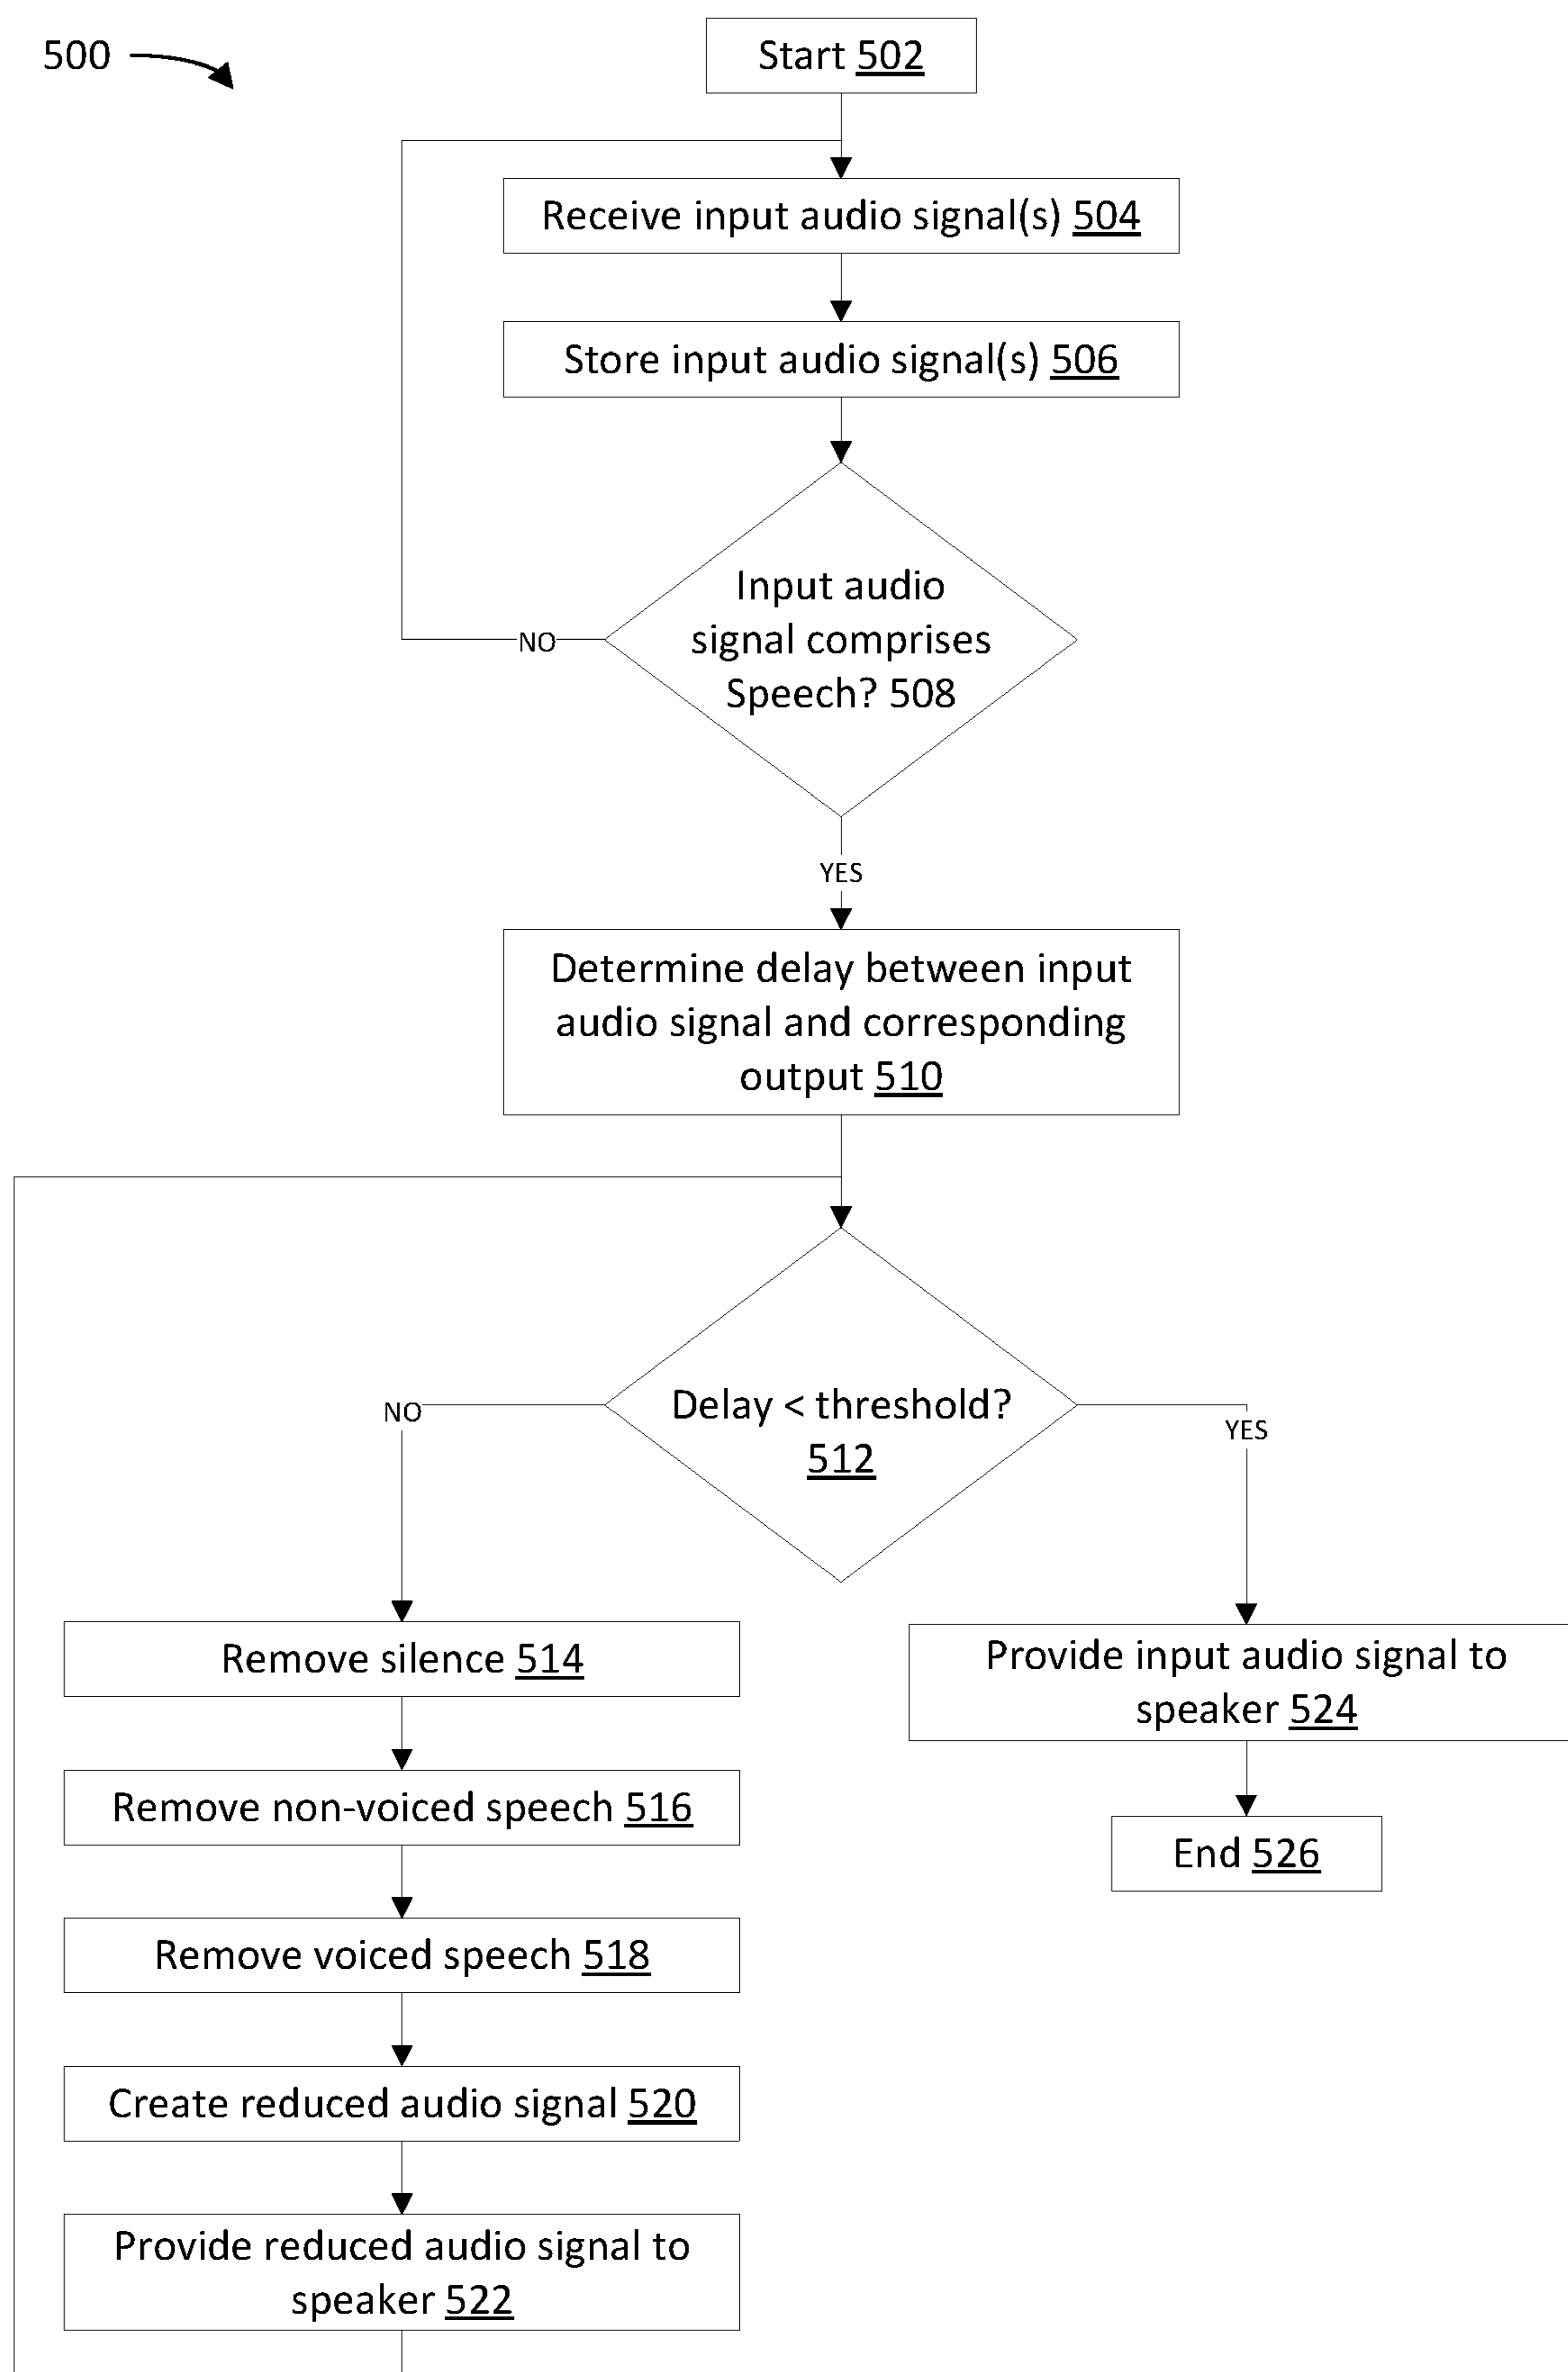 500
Start 502
Receive input audio signal(s) 504
Store input audio signal(s) 506
Input audio
signal comprises
Speech? 508
NO
YES
Determine delay between input
audio signal and corresponding
output 510
Delay < threshold?
512
NO
YES
Remove silence 514
Remove non-voiced speech 516
Remove voiced speech 518
Create reduced audio signal 520
Provide reduced audio signal to
speaker 522
Provide input audio signal to
speaker 524
End 526